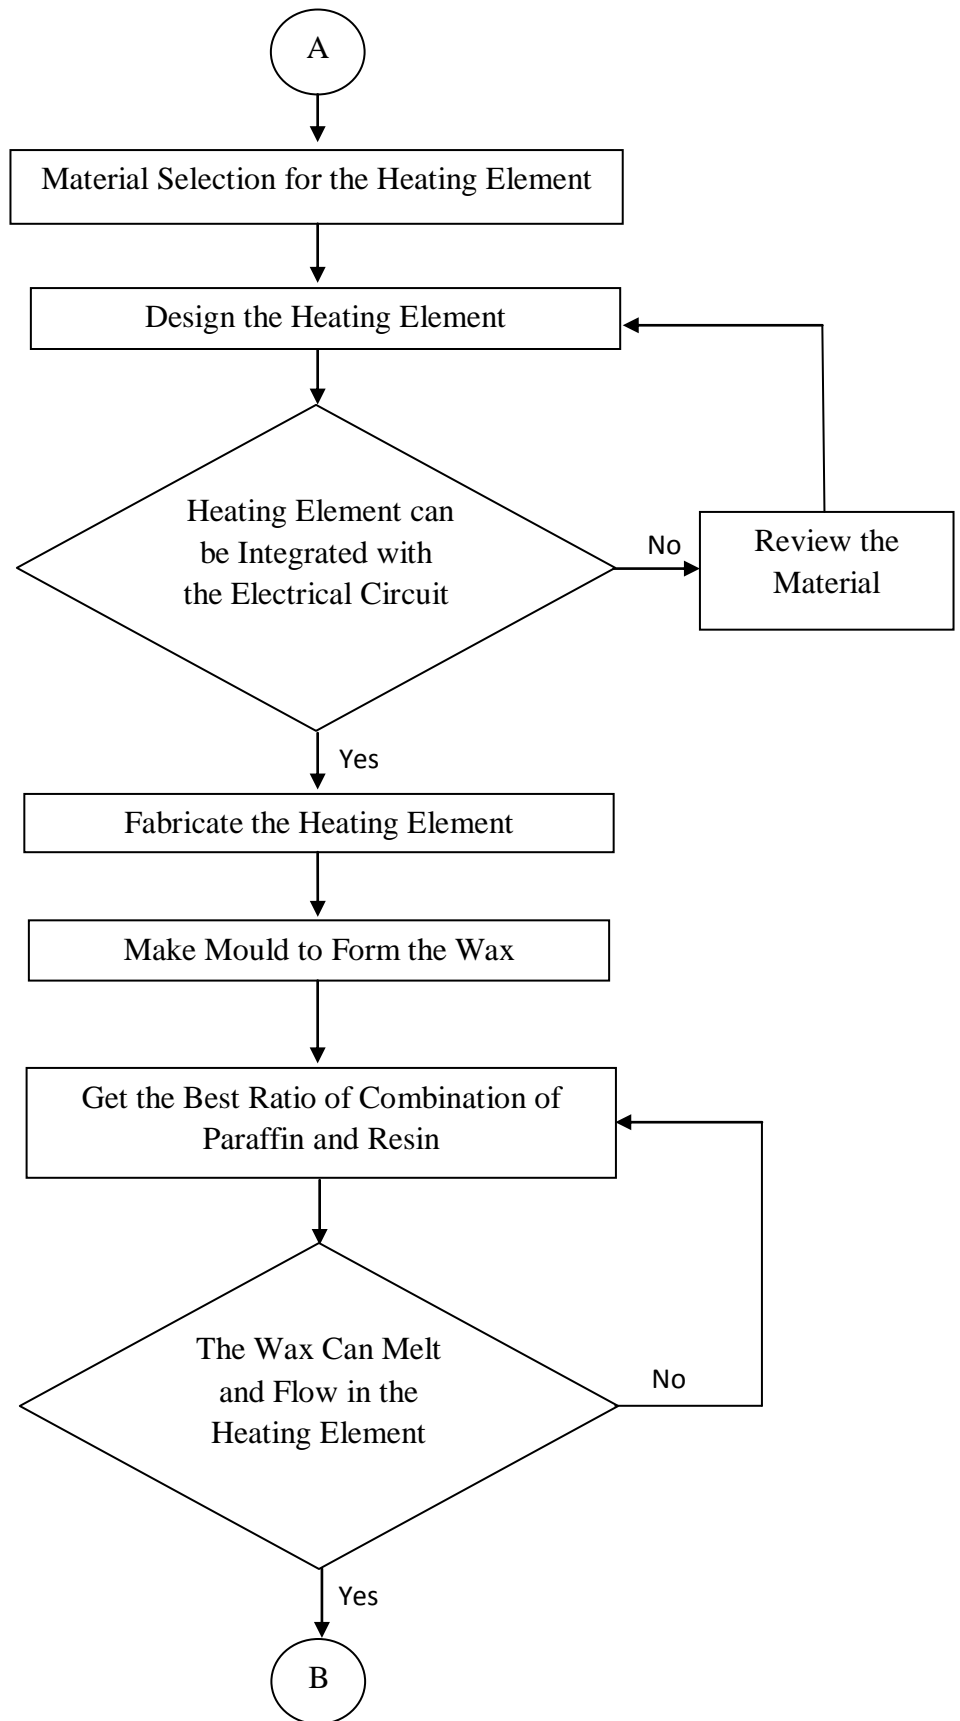 A
Material Selection for the Heating Element
Design the Heating Element
Heating Element can
be Integrated with
the Electrical Circuit
No
Review the
Material
Yes
Fabricate the Heating Element
Make Mould to Form the Wax
Get the Best Ratio of Combination of
Paraffin and Resin
The Wax Can Melt
and Flow in the
Heating Element
No
Yes
B